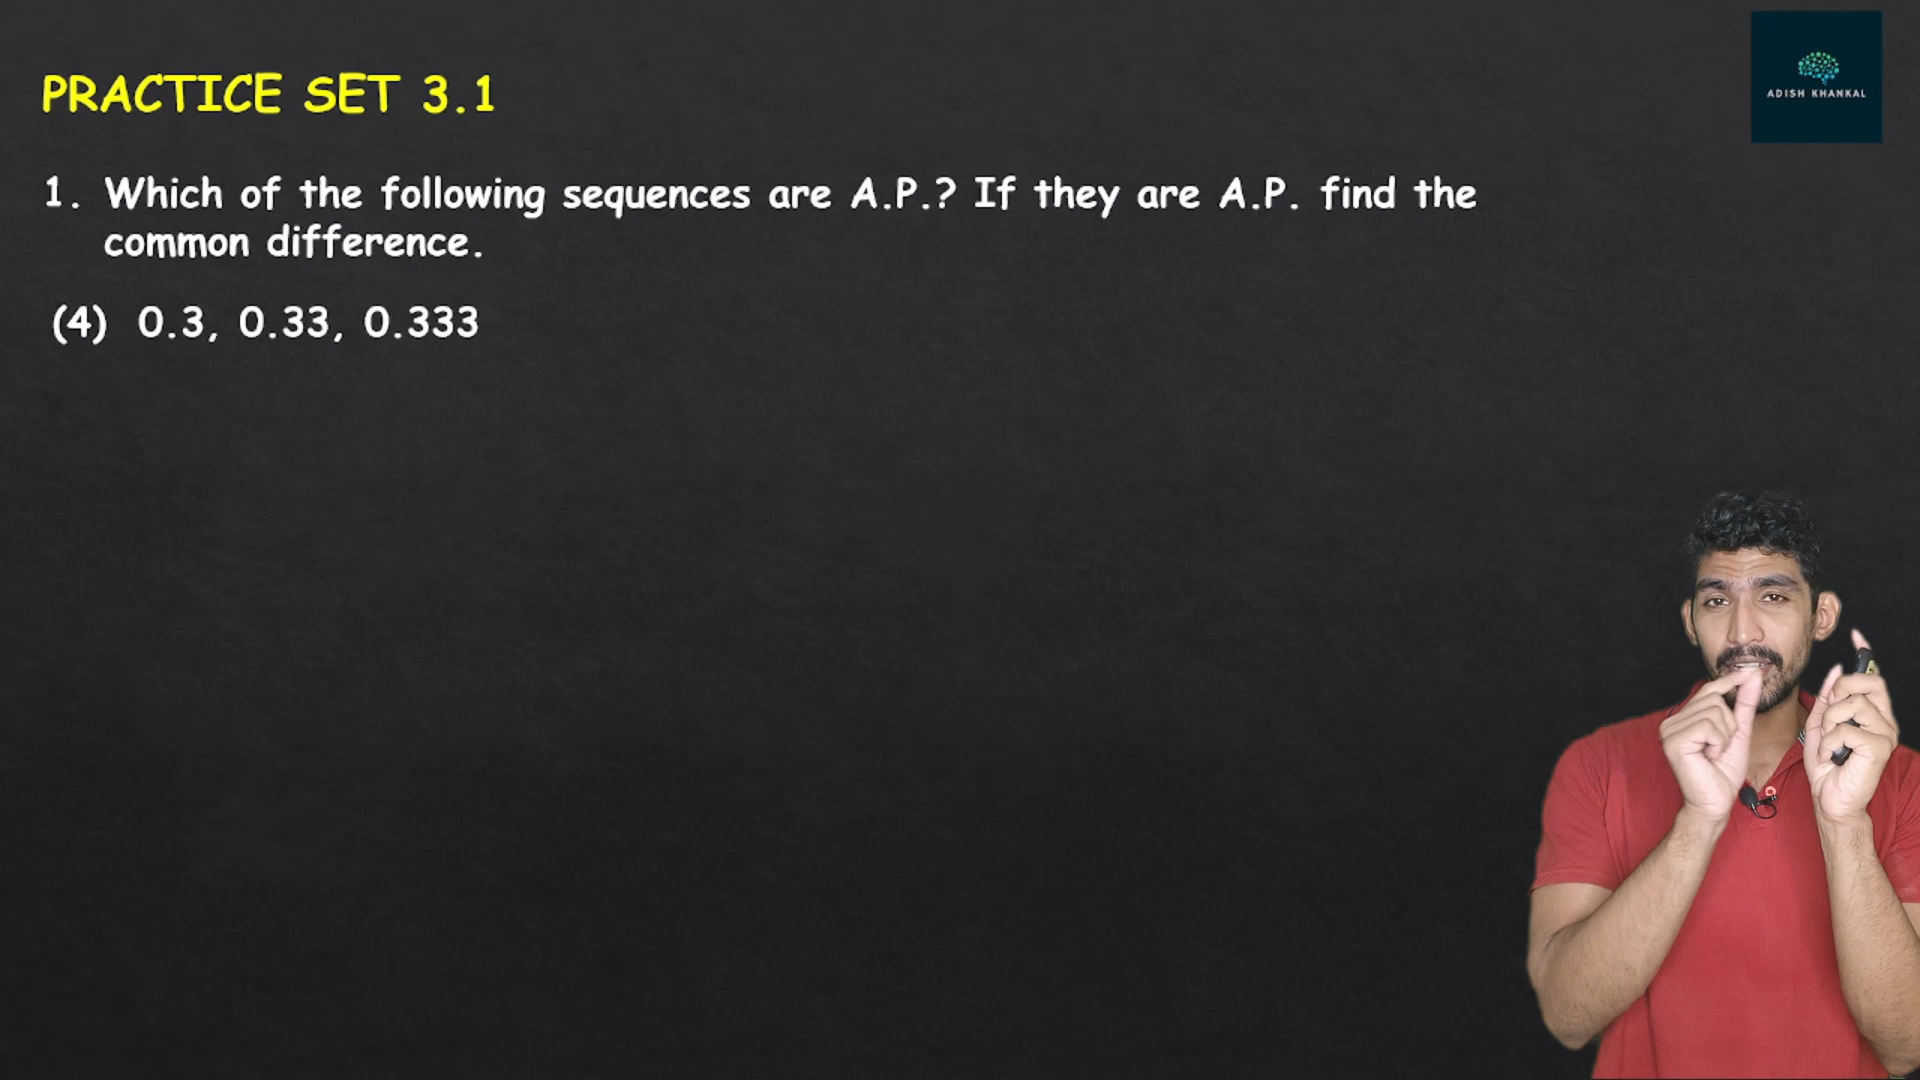 ADISH KHANKAL
PRACTICE SET 3.1
1. Which of the following sequences are A.P.? If they are A.P. find the
common difference.
(4) 0.3, 0.33, 0.333